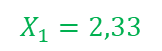 X₁ = 2,33